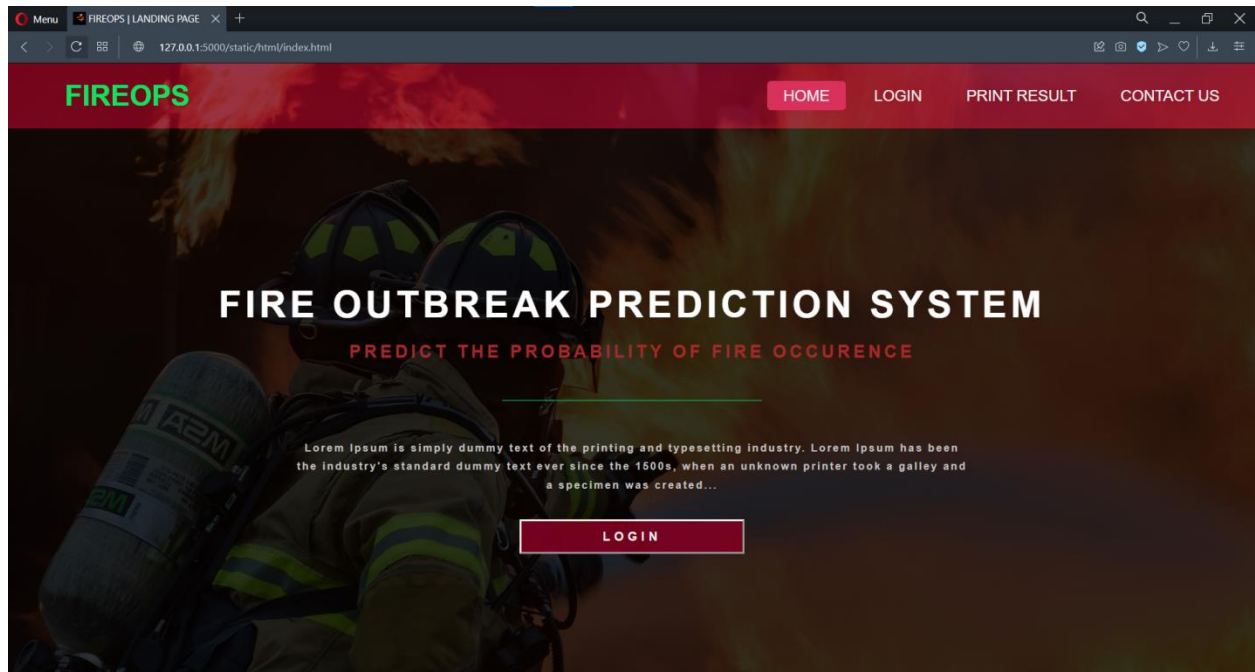 Menu
FIREOPS | LANDING PAGE
127.0.0.1:5000/static/html/index.html
FIREOPS
HOME LOGIN PRINT RESULT CONTACT US
FIRE OUTBREAK PREDICTION SYSTEM
PREDICT THE PROBABILITY OF FIRE OCCURENCE
Lorem Ipsum is simply dummy text of the printing and typesetting industry. Lorem Ipsum has been
the industry's standard dummy text ever since the 1500s, when an unknown printer took a galley and
a specimen was created...
LOGIN
MSA
MSA